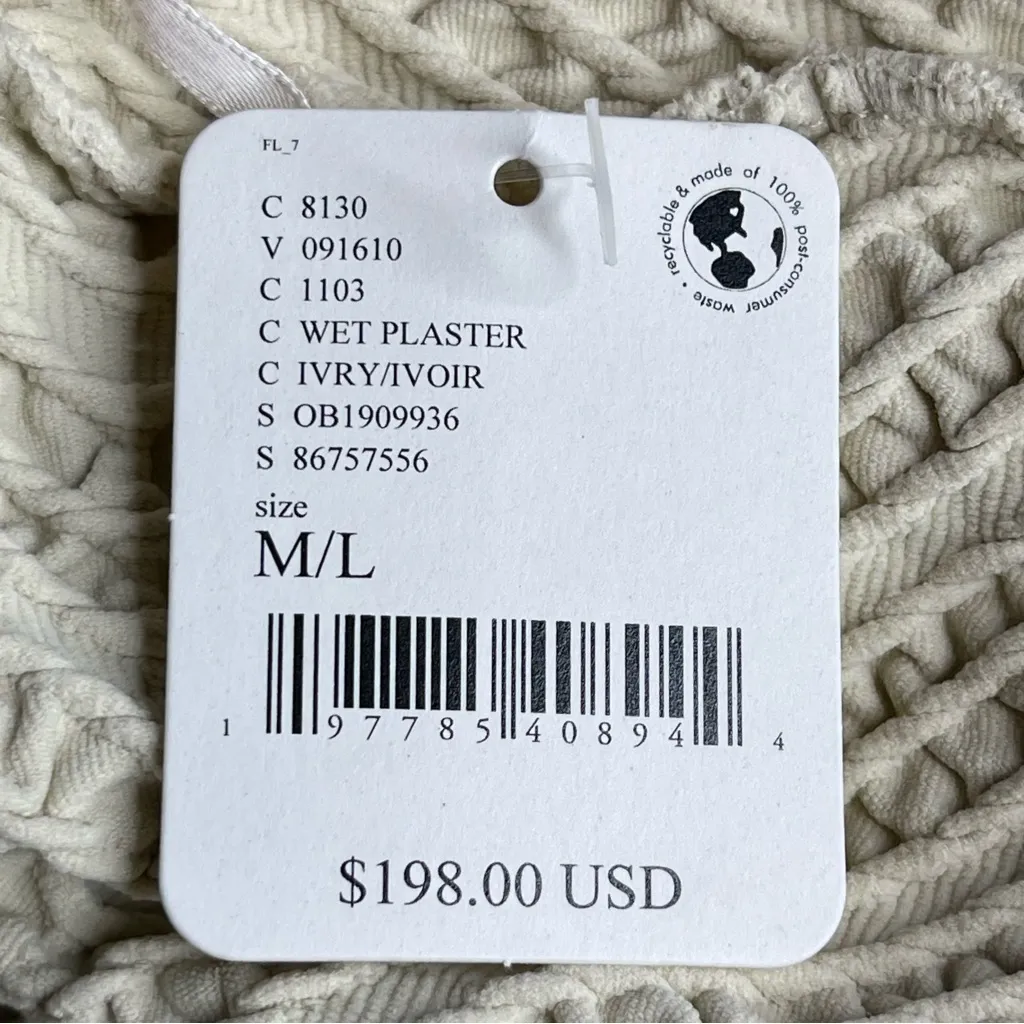 FL_7
C 8130
V 091610
C 1103
C WET PLASTER
C IVRY/IVOIR
S OB1909936
S 86757556
size
M/L
1 97785 40894 4
$198.00 USD
recyclable & made of 100% post-consumer waste •